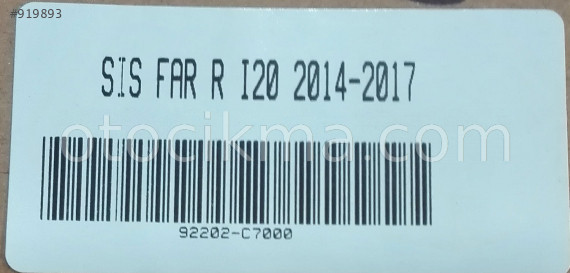 #919893
SIS FAR R I20 2014-2017
otocikma.com
92202-C7000